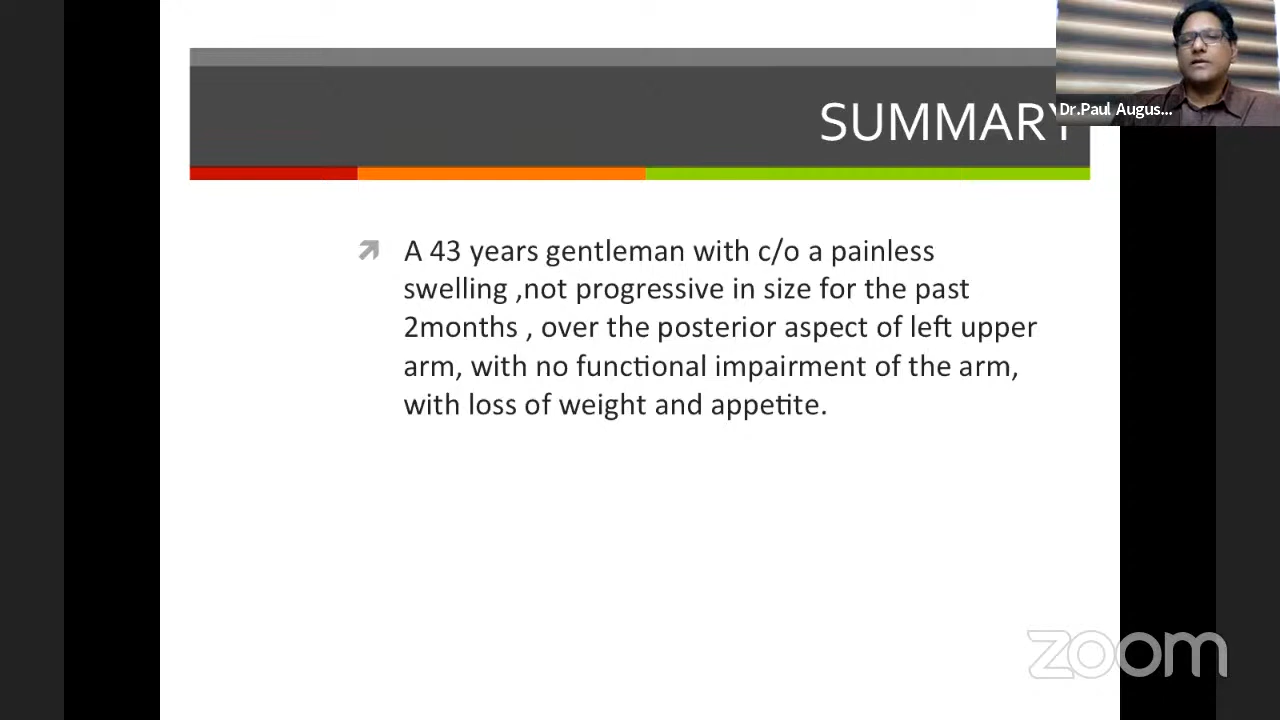 SUMMARY
Dr.Paul Augus...
A 43 years gentleman with c/o a painless
swelling ,not progressive in size for the past
2months , over the posterior aspect of left upper
arm, with no functional impairment of the arm,
with loss of weight and appetite.
zoom